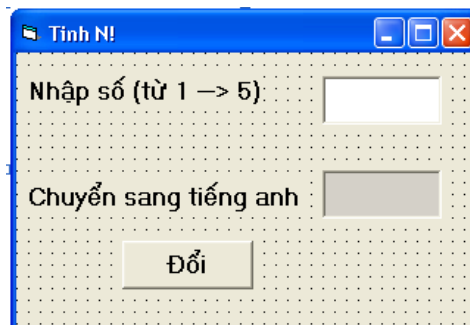 Tinh N!
Nhập số (từ 1 --> 5)
Chuyển sang tiếng anh
Đổi